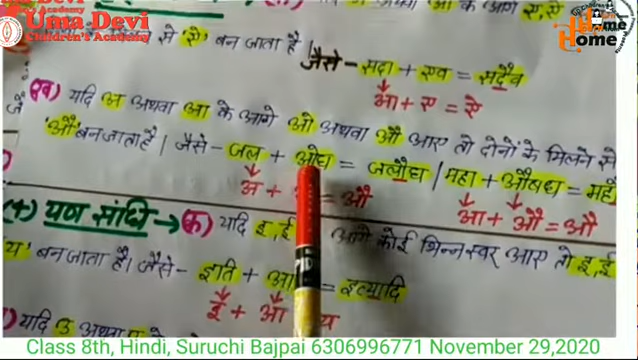 Uma Devi
Children's Academy
Home
Home
के आगे ए, ऐ
से 'ऐ' बन जाता है
जैसे - सदा + एव = सदैव
आ + ए = ऐ
(ख) यदि अ अथवा आ के आगे ओ अथवा औ आए तो दोनों के मिलने से
'औ' बन जाता है | जैसे - जल + ओघ = जलौघ | महा + औषध = महौ
अ + = औ
आ + औ = औ
(4) यण संधि → (क) यदि इ, ई आगे कोई भिन्न स्वर आए तो इ, ई
'य' बन जाता है। जैसे - इति + आ = इत्यादि
इ + आ य
यदि उ अथवा
Class 8th, Hindi, Suruchi Bajpai 6306996771 November 29,2020